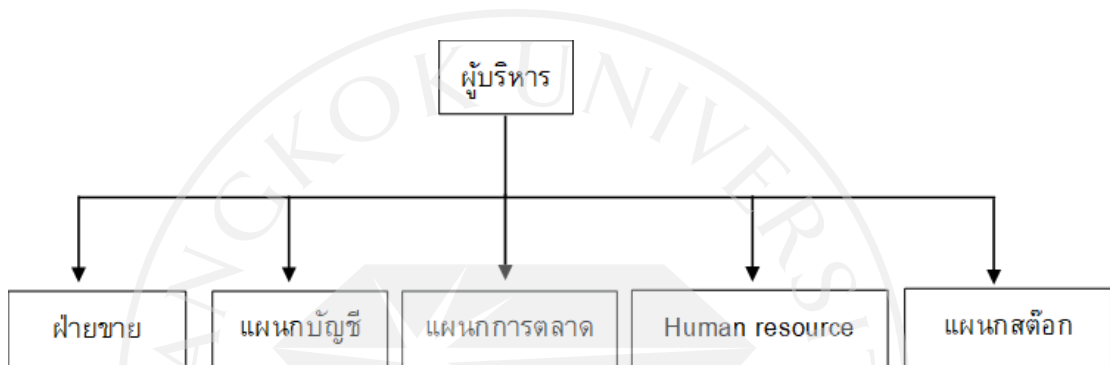 ผู้บริหาร
ฝ่ายขาย
แผนกบัญชี
แผนกการตลาด
Human resource
แผนกสต๊อก
ANGKOK UNIVERSIT